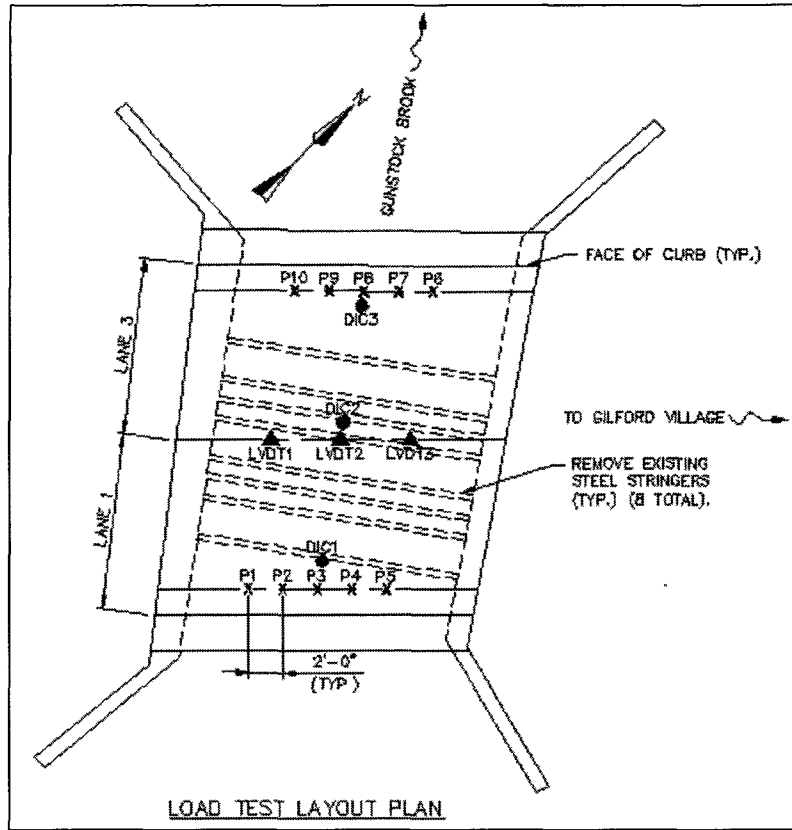 GUNSTOCK BROOK
N
FACE OF CURB (TYP.)
P10 P9 P8 P7 P6
DIC3
LANE 3
DIC2
TO GILFORD VILLAGE
LVDT1 LVDT2 LVDT3
REMOVE EXISTING
STEEL STRINGERS
(TYP.) (8 TOTAL).
LANE 1
DIC1
P1 P2 P3 P4 P5
2'-0"
(TYP)
LOAD TEST LAYOUT PLAN